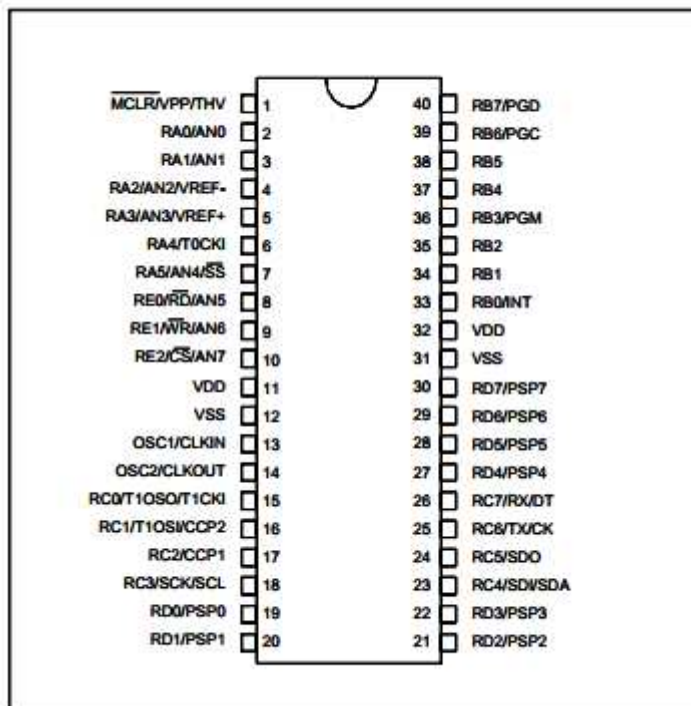 MCLR/VPP/THV 1 40 RB7/PGD
RA0/AN0 2 39 RB6/PGC
RA1/AN1 3 38 RB5
RA2/AN2/VREF- 4 37 RB4
RA3/AN3/VREF+ 5 36 RB3/PGM
RA4/T0CKI 6 35 RB2
RA5/AN4/SS 7 34 RB1
RE0/RD/AN5 8 33 RB0/INT
RE1/WR/AN6 9 32 VDD
RE2/CS/AN7 10 31 VSS
VDD 11 30 RD7/PSP7
VSS 12 29 RD6/PSP6
OSC1/CLKIN 13 28 RD5/PSP5
OSC2/CLKOUT 14 27 RD4/PSP4
RC0/T1OSO/T1CKI 15 26 RC7/RX/DT
RC1/T1OSI/CCP2 16 25 RC6/TX/CK
RC2/CCP1 17 24 RC5/SDO
RC3/SCK/SCL 18 23 RC4/SDI/SDA
RD0/PSP0 19 22 RD3/PSP3
RD1/PSP1 20 21 RD2/PSP2